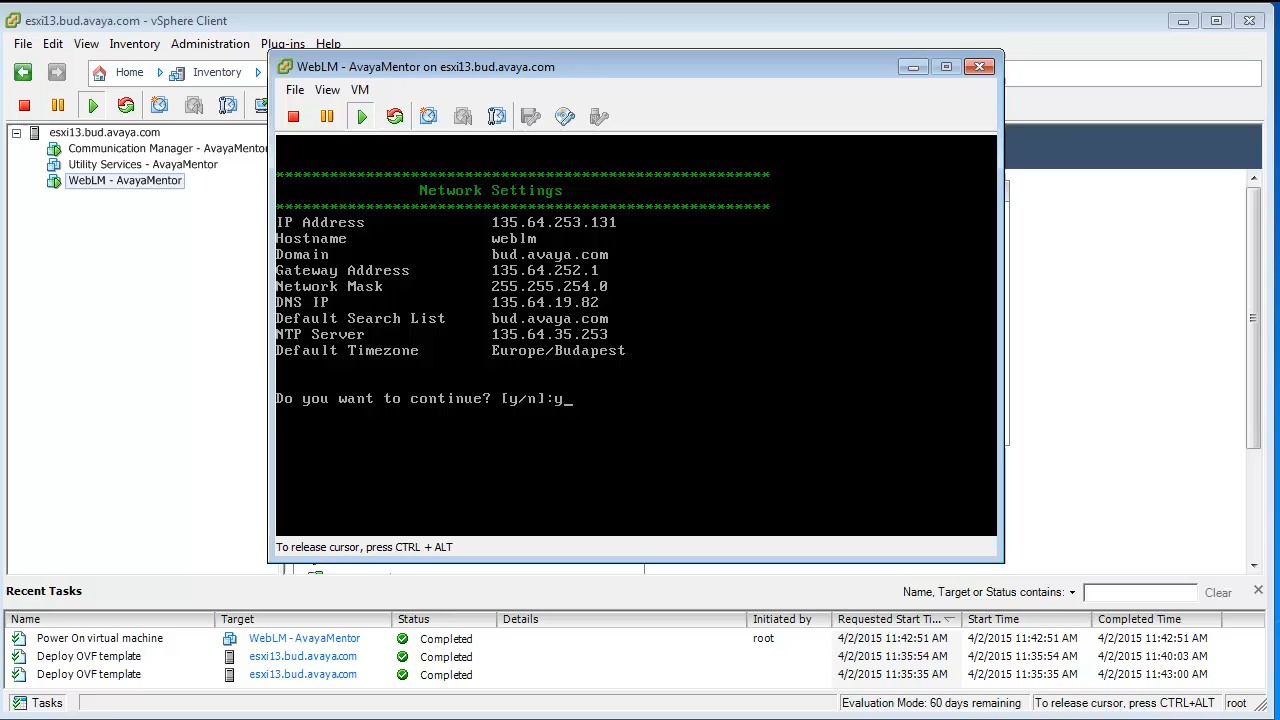 esxi13.bud.avaya.com - vSphere Client
File Edit View Inventory Administration Plug-ins Help
Home Inventory
esxi13.bud.avaya.com
Communication Manager - AvayaMentor
Utility Services - AvayaMentor
WebLM - AvayaMentor
WebLM - AvayaMentor on esxi13.bud.avaya.com
File View VM
*******************************************************
Network Settings
*******************************************************
IP Address 135.64.253.131
Hostname weblm
Domain bud.avaya.com
Gateway Address 135.64.252.1
Network Mask 255.255.254.0
DNS IP 135.64.19.82
Default Search List bud.avaya.com
NTP Server 135.64.35.253
Default Timezone Europe/Budapest
Do you want to continue? [y/n]:y_
To release cursor, press CTRL + ALT
Recent Tasks Name, Target or Status contains: Clear
Name Target Status Details Initiated by Requested Start Ti... Start Time Completed Time
Power On virtual machine WebLM - AvayaMentor Completed root 4/2/2015 11:42:51 AM 4/2/2015 11:42:51 AM 4/2/2015 11:42:51 AM
Deploy OVF template esxi13.bud.avaya.com Completed 4/2/2015 11:35:54 AM 4/2/2015 11:35:54 AM 4/2/2015 11:40:03 AM
Deploy OVF template esxi13.bud.avaya.com Completed 4/2/2015 11:35:35 AM 4/2/2015 11:35:35 AM 4/2/2015 11:43:00 AM
Tasks Evaluation Mode: 60 days remaining To release cursor, press CTRL+ALT root